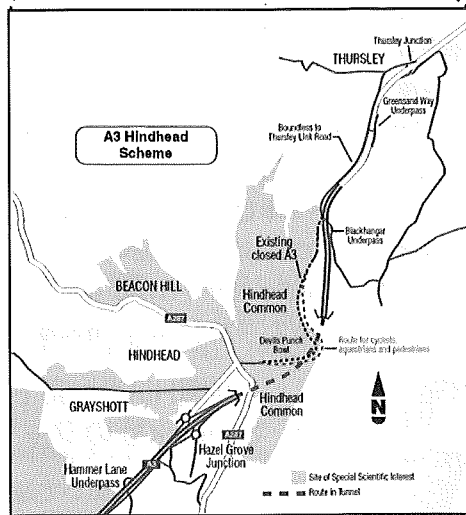 Thursley Junction
THURSLEY
Greensand Way
Underpass
Boundless to
Thursley Link Road
A3 Hindhead
Scheme
Blackhangar
Underpass
Existing
closed A3
Hindhead
Common
BEACON HILL
A287
Devils Punch
Bowl
Route for cyclists,
equestrians and pedestrians
HINDHEAD
Hindhead
Common
GRAYSHOTT
N
A287
Hazel Grove
Junction
A3
Hammer Lane
Underpass
Site of Special Scientific Interest
Route in Tunnel